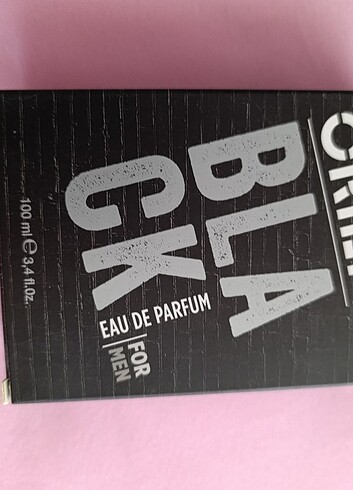 BLA
CK
EAU DE PARFUM
FOR
MEN
100 ml ℮ 3,4 fl.oz.